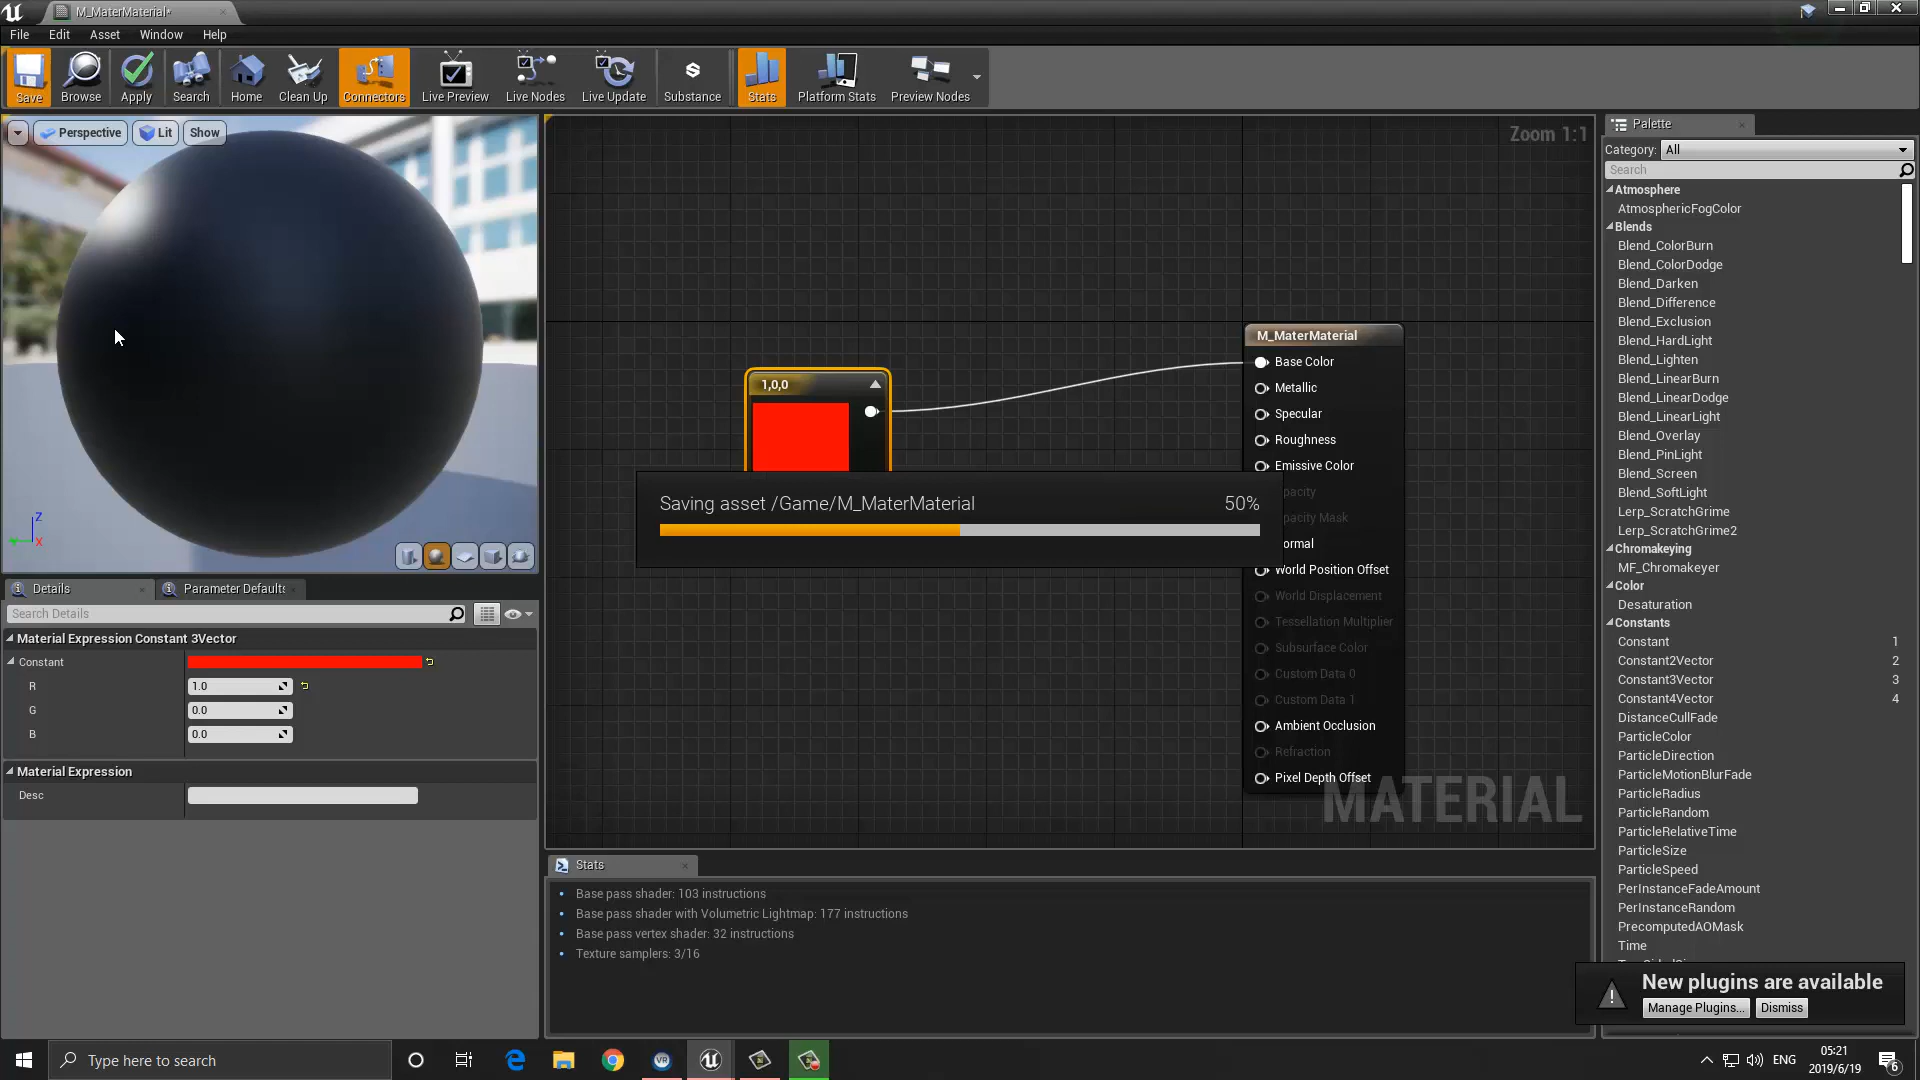 M_MaterMaterial*
File Edit Asset Window Help
Save Browse Apply Search Home Clean Up Connectors Live Preview Live Nodes Live Update Substance Stats Platform Stats Preview Nodes
Perspective Lit Show
Z
X
Details Parameter Defaults
Search Details
Material Expression Constant 3Vector
Constant
R 1.0
G 0.0
B 0.0
Material Expression
Desc
Zoom 1:1
1,0,0
M_MaterMaterial
Base Color
Metallic
Specular
Roughness
Emissive Color
Saving asset /Game/M_MaterMaterial 50%
pacity
pacity Mask
ormal
World Position Offset
World Displacement
Tessellation Multiplier
Subsurface Color
Custom Data 0
Custom Data 1
Ambient Occlusion
Refraction
Pixel Depth Offset
MATERIAL
Stats
• Base pass shader: 103 instructions
• Base pass shader with Volumetric Lightmap: 177 instructions
• Base pass vertex shader: 32 instructions
• Texture samplers: 3/16
Palette
Category: All
Search
Atmosphere
AtmosphericFogColor
Blends
Blend_ColorBurn
Blend_ColorDodge
Blend_Darken
Blend_Difference
Blend_Exclusion
Blend_HardLight
Blend_Lighten
Blend_LinearBurn
Blend_LinearDodge
Blend_LinearLight
Blend_Overlay
Blend_PinLight
Blend_Screen
Blend_SoftLight
Lerp_ScratchGrime
Lerp_ScratchGrime2
Chromakeying
MF_Chromakeyer
Color
Desaturation
Constants
Constant 1
Constant2Vector 2
Constant3Vector 3
Constant4Vector 4
DistanceCullFade
ParticleColor
ParticleDirection
ParticleMotionBlurFade
ParticleRadius
ParticleRandom
ParticleRelativeTime
ParticleSize
ParticleSpeed
PerInstanceFadeAmount
PerInstanceRandom
PrecomputedAOMask
Time
New plugins are available
Manage Plugins... Dismiss
Type here to search
ENG
05:21
2019/6/19
6